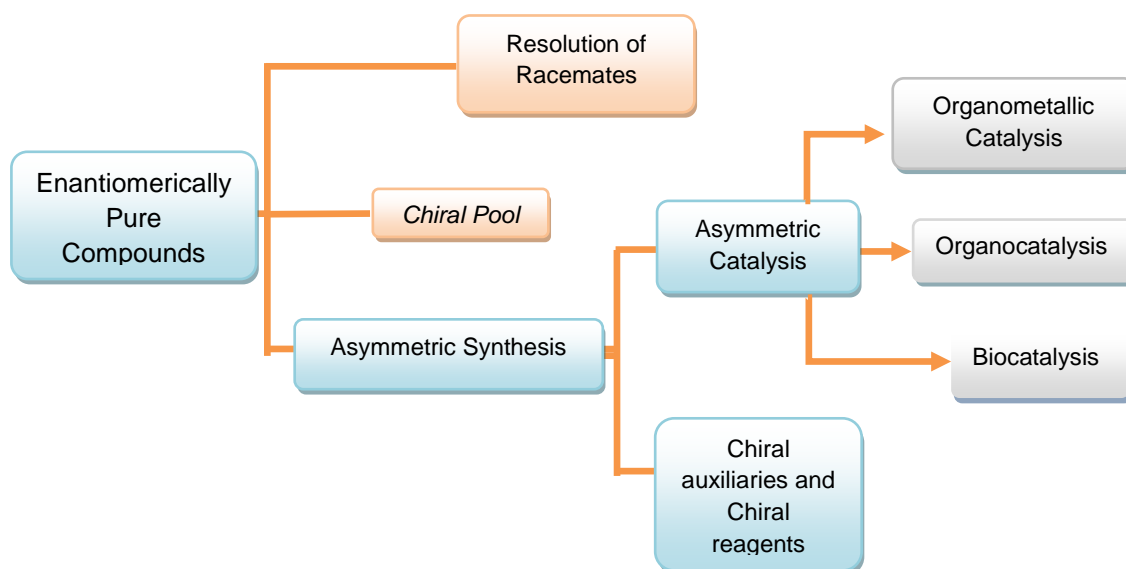 Resolution of
Racemates
Enantiomerically
Pure
Compounds
Chiral Pool
Asymmetric Synthesis
Asymmetric
Catalysis
Chiral
auxiliaries and
Chiral
reagents
Organometallic
Catalysis
Organocatalysis
Biocatalysis